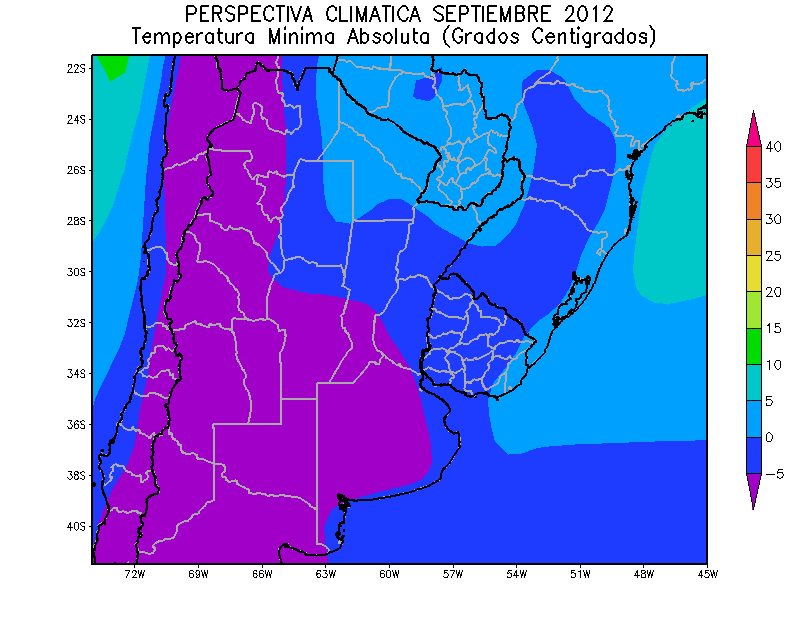 PERSPECTIVA CLIMATICA SEPTIEMBRE 2012
Temperatura Minima Absoluta (Grados Centigrados)
22S
24S
26S
28S
30S
32S
34S
36S
38S
40S
72W 69W 66W 63W 60W 57W 54W 51W 48W 45W
40
35
30
25
20
15
10
5
0
-5